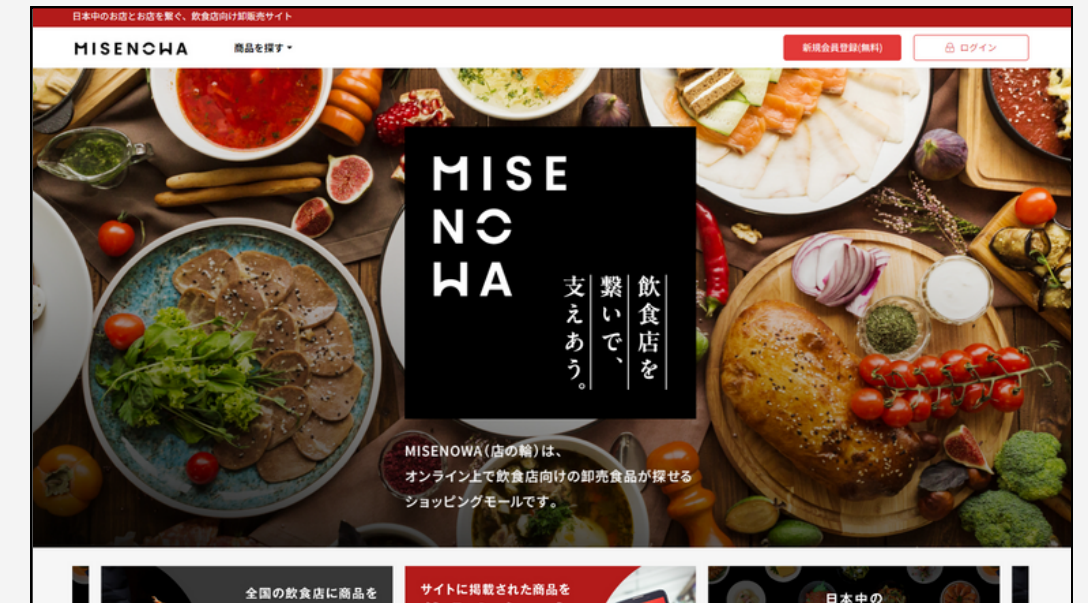 日本中のお店とお店を繋ぐ、飲食店向け卸販売サイト
MISENOWA
商品を探す
新規会員登録(無料)
ログイン
MISE
NO
WA
飲食店を
繋いで、
支えあう。
MISENOWA(店の輪)は、
オンライン上で飲食店向けの卸売食品が探せる
ショッピングモールです。
全国の飲食店に商品を
サイトに掲載された商品を
日本中の